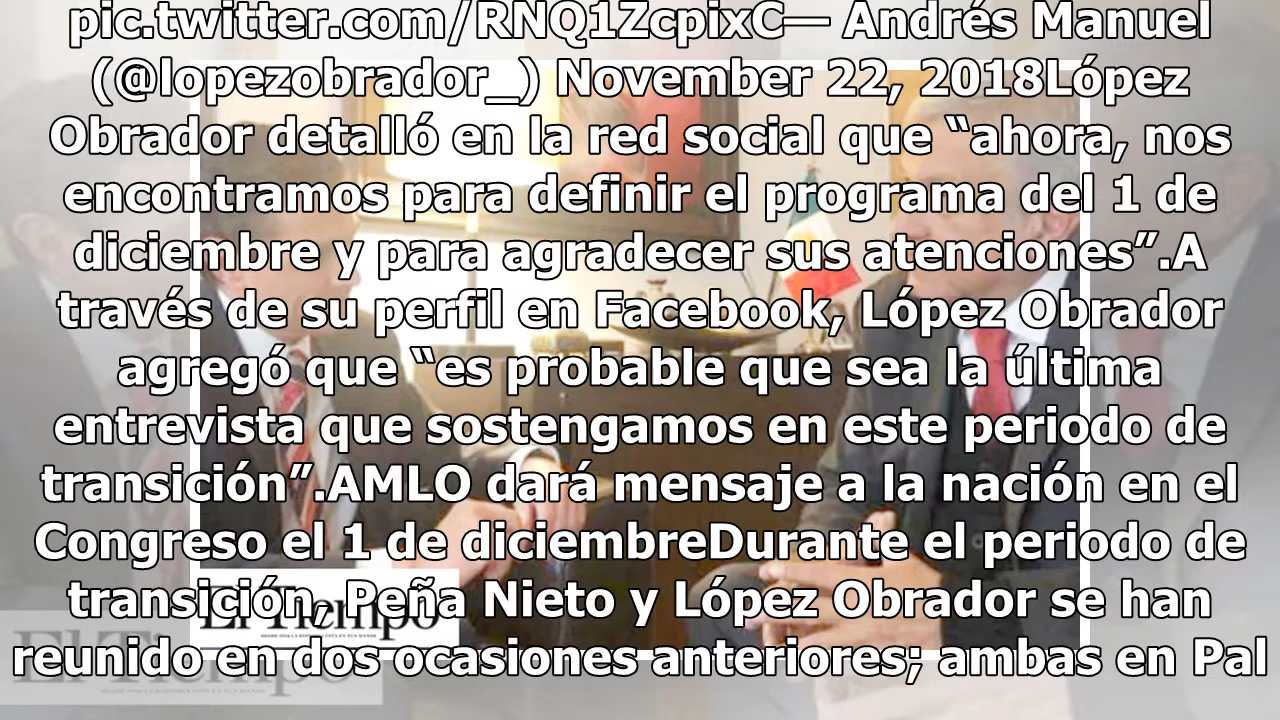 pic.twitter.com/RNQ1ZcpixC— Andrés Manuel
(@lopezobrador_) November 22, 2018López
Obrador detalló en la red social que “ahora, nos
encontramos para definir el programa del 1 de
diciembre y para agradecer sus atenciones”.A
través de su perfil en Facebook, López Obrador
agregó que “es probable que sea la última
entrevista que sostengamos en este periodo de
transición”.AMLO dará mensaje a la nación en el
Congreso el 1 de diciembreDurante el periodo de
transición, Peña Nieto y López Obrador se han
El Tiempo
reunido en dos ocasiones anteriores; ambas en Pal
El Tiempo